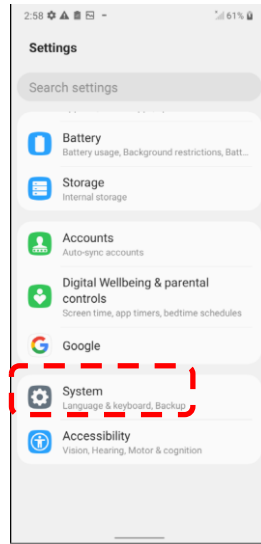 2:58 61%
Settings
Search settings
Battery
Battery usage, Background restrictions, Batt...
Storage
Internal storage
Accounts
Auto-sync accounts
Digital Wellbeing & parental
controls
Screen time, app timers, bedtime schedules
Google
System
Language & keyboard, Backup
Accessibility
Vision, Hearing, Motor & cognition